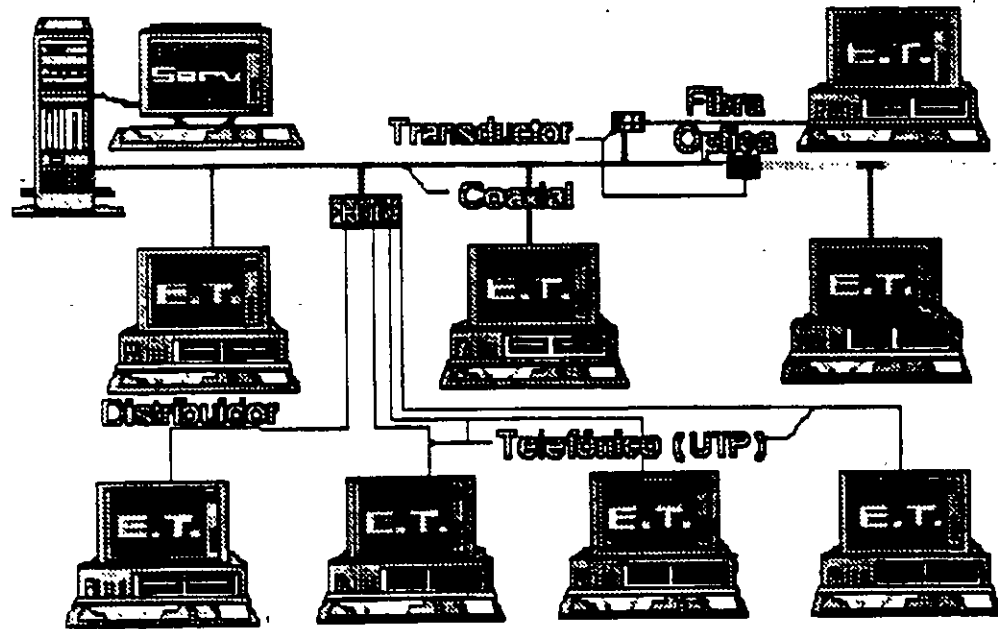 Serv
E.T.
Transductor
Fibra
Optica
Coaxial
E.T.
E.T.
E.T.
Distribuidor
Telefónico (UTP)
E.T.
E.T.
E.T.
E.T.